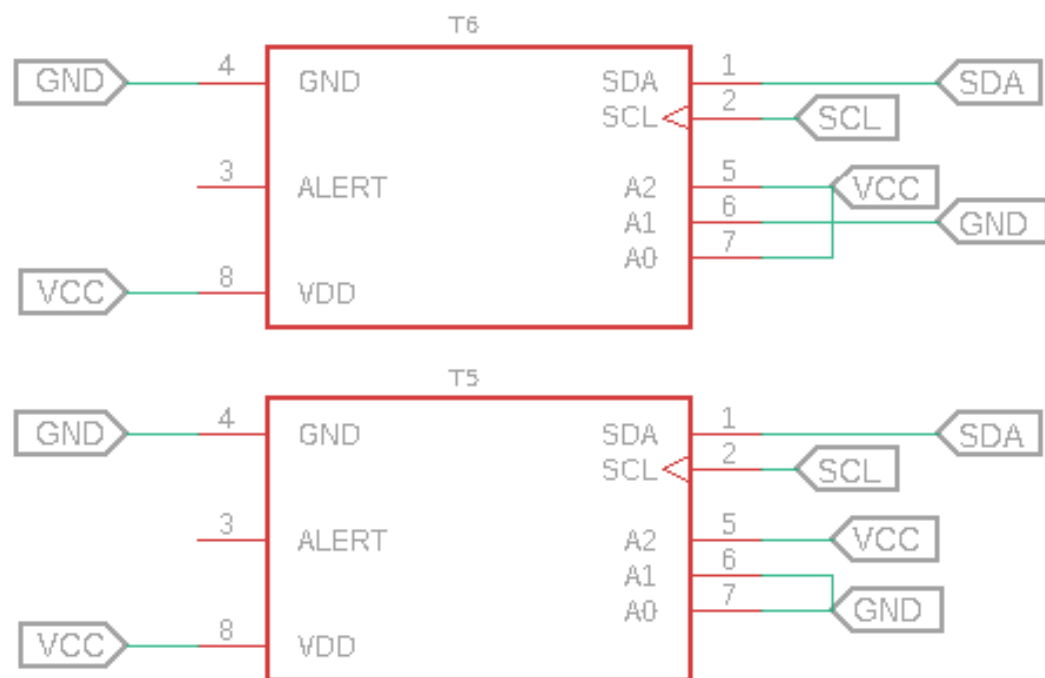 T6
GND 4 GND SDA 1 SDA
SCL 2 SCL
3 ALERT A2 5 VCC
A1 6 GND
A0 7
VCC 8 VDD
T5
GND 4 GND SDA 1 SDA
SCL 2 SCL
3 ALERT A2 5 VCC
A1 6
A0 7 GND
VCC 8 VDD